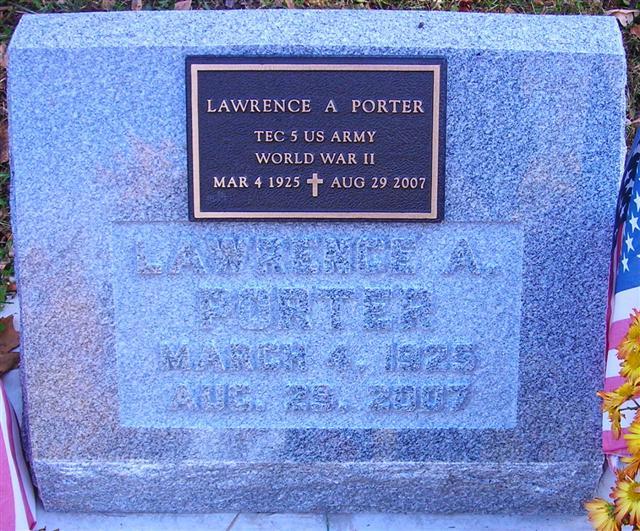 LAWRENCE A PORTER
TEC 5 US ARMY
WORLD WAR II
MAR 4 1925 ✝ AUG 29 2007
LAWRENCE A.
PORTER
MARCH 4, 1925
AUG. 29, 2007